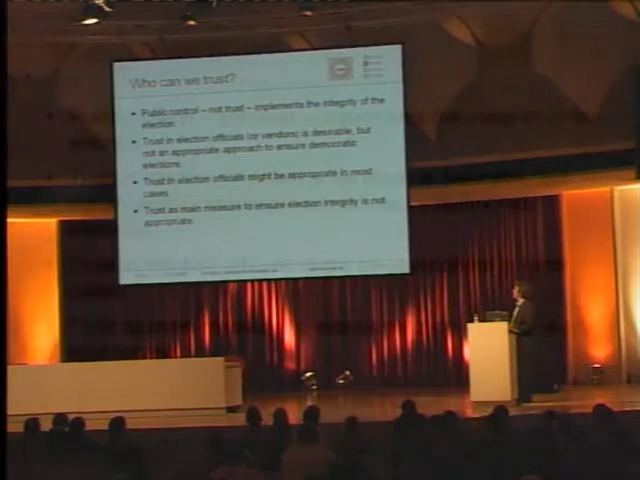 Who can we trust?
• Public control – not trust – implements the integrity of the
election
• Trust in election officials (or vendors) is desirable, but
not an appropriate approach to ensure democratic
elections.
• Trust in election officials might be appropriate in most
cases
• Trust as main measure to ensure election integrity is not
appropriate